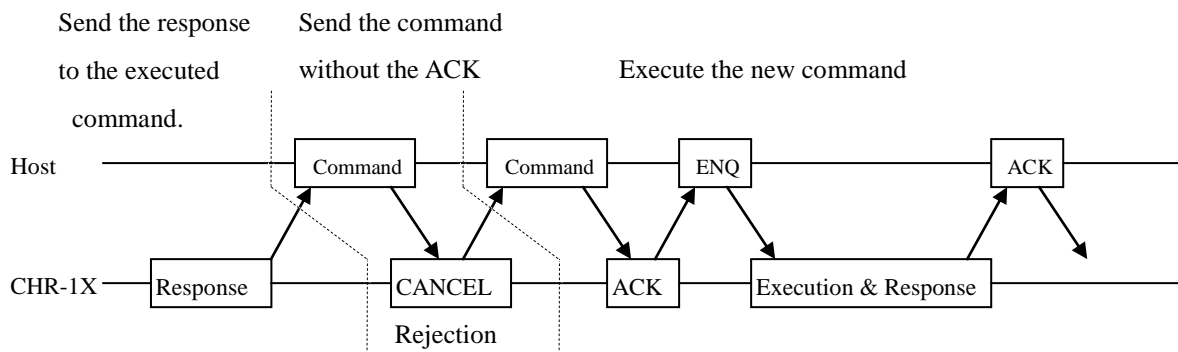 Send the response
to the executed
command.
Send the command
without the ACK
Execute the new command
Host
Command
Command
ENQ
ACK
CHR-1X
Response
CANCEL
ACK
Execution & Response
Rejection